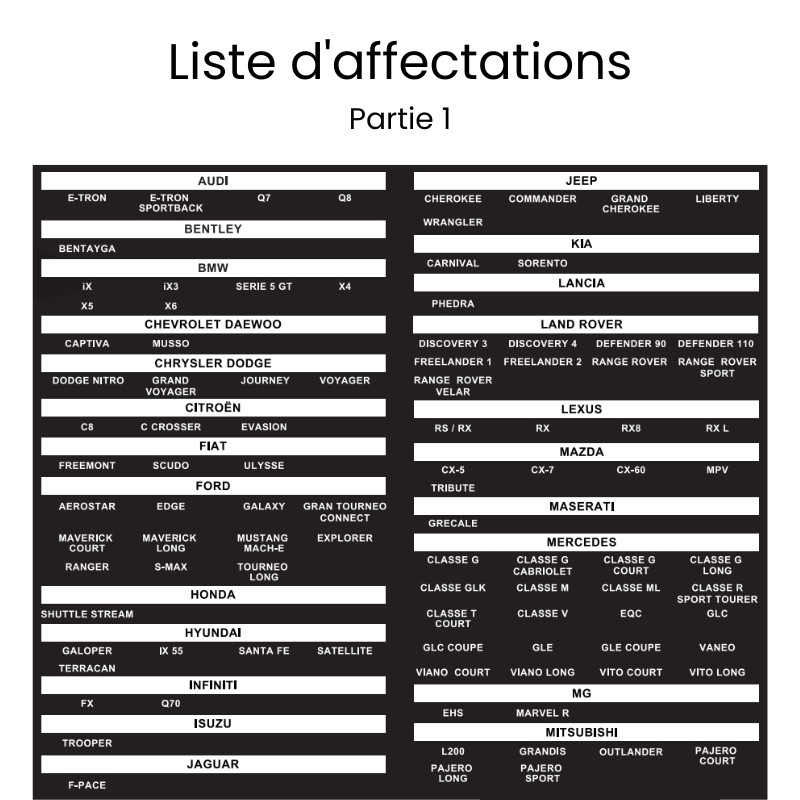 Liste d'affectations
Partie 1
AUDI
E-TRON E-TRON SPORTBACK Q7 Q8
BENTLEY
BENTAYGA
BMW
iX iX3 SERIE 5 GT X4
X5 X6
CHEVROLET DAEWOO
CAPTIVA MUSSO
CHRYSLER DODGE
DODGE NITRO GRAND VOYAGER JOURNEY VOYAGER
CITROËN
C8 C CROSSER EVASION
FIAT
FREEMONT SCUDO ULYSSE
FORD
AEROSTAR EDGE GALAXY GRAN TOURNEO CONNECT
MAVERICK COURT MAVERICK LONG MUSTANG MACH-E EXPLORER
RANGER S-MAX TOURNEO LONG
HONDA
SHUTTLE STREAM
HYUNDAI
GALOPER IX 55 SANTA FE SATELLITE
TERRACAN
INFINITI
FX Q70
ISUZU
TROOPER
JAGUAR
F-PACE
JEEP
CHEROKEE COMMANDER GRAND CHEROKEE LIBERTY
WRANGLER
KIA
CARNIVAL SORENTO
LANCIA
PHEDRA
LAND ROVER
DISCOVERY 3 DISCOVERY 4 DEFENDER 90 DEFENDER 110
FREELANDER 1 FREELANDER 2 RANGE ROVER RANGE ROVER SPORT
RANGE ROVER VELAR
LEXUS
RS / RX RX RX8 RX L
MAZDA
CX-5 CX-7 CX-60 MPV
TRIBUTE
MASERATI
GRECALE
MERCEDES
CLASSE G CLASSE G CABRIOLET CLASSE G COURT CLASSE G LONG
CLASSE GLK CLASSE M CLASSE ML CLASSE R SPORT TOURER
CLASSE T COURT CLASSE V EQC GLC
GLC COUPE GLE GLE COUPE VANEO
VIANO COURT VIANO LONG VITO COURT VITO LONG
MG
EHS MARVEL R
MITSUBISHI
L200 GRANDIS OUTLANDER PAJERO COURT
PAJERO LONG PAJERO SPORT